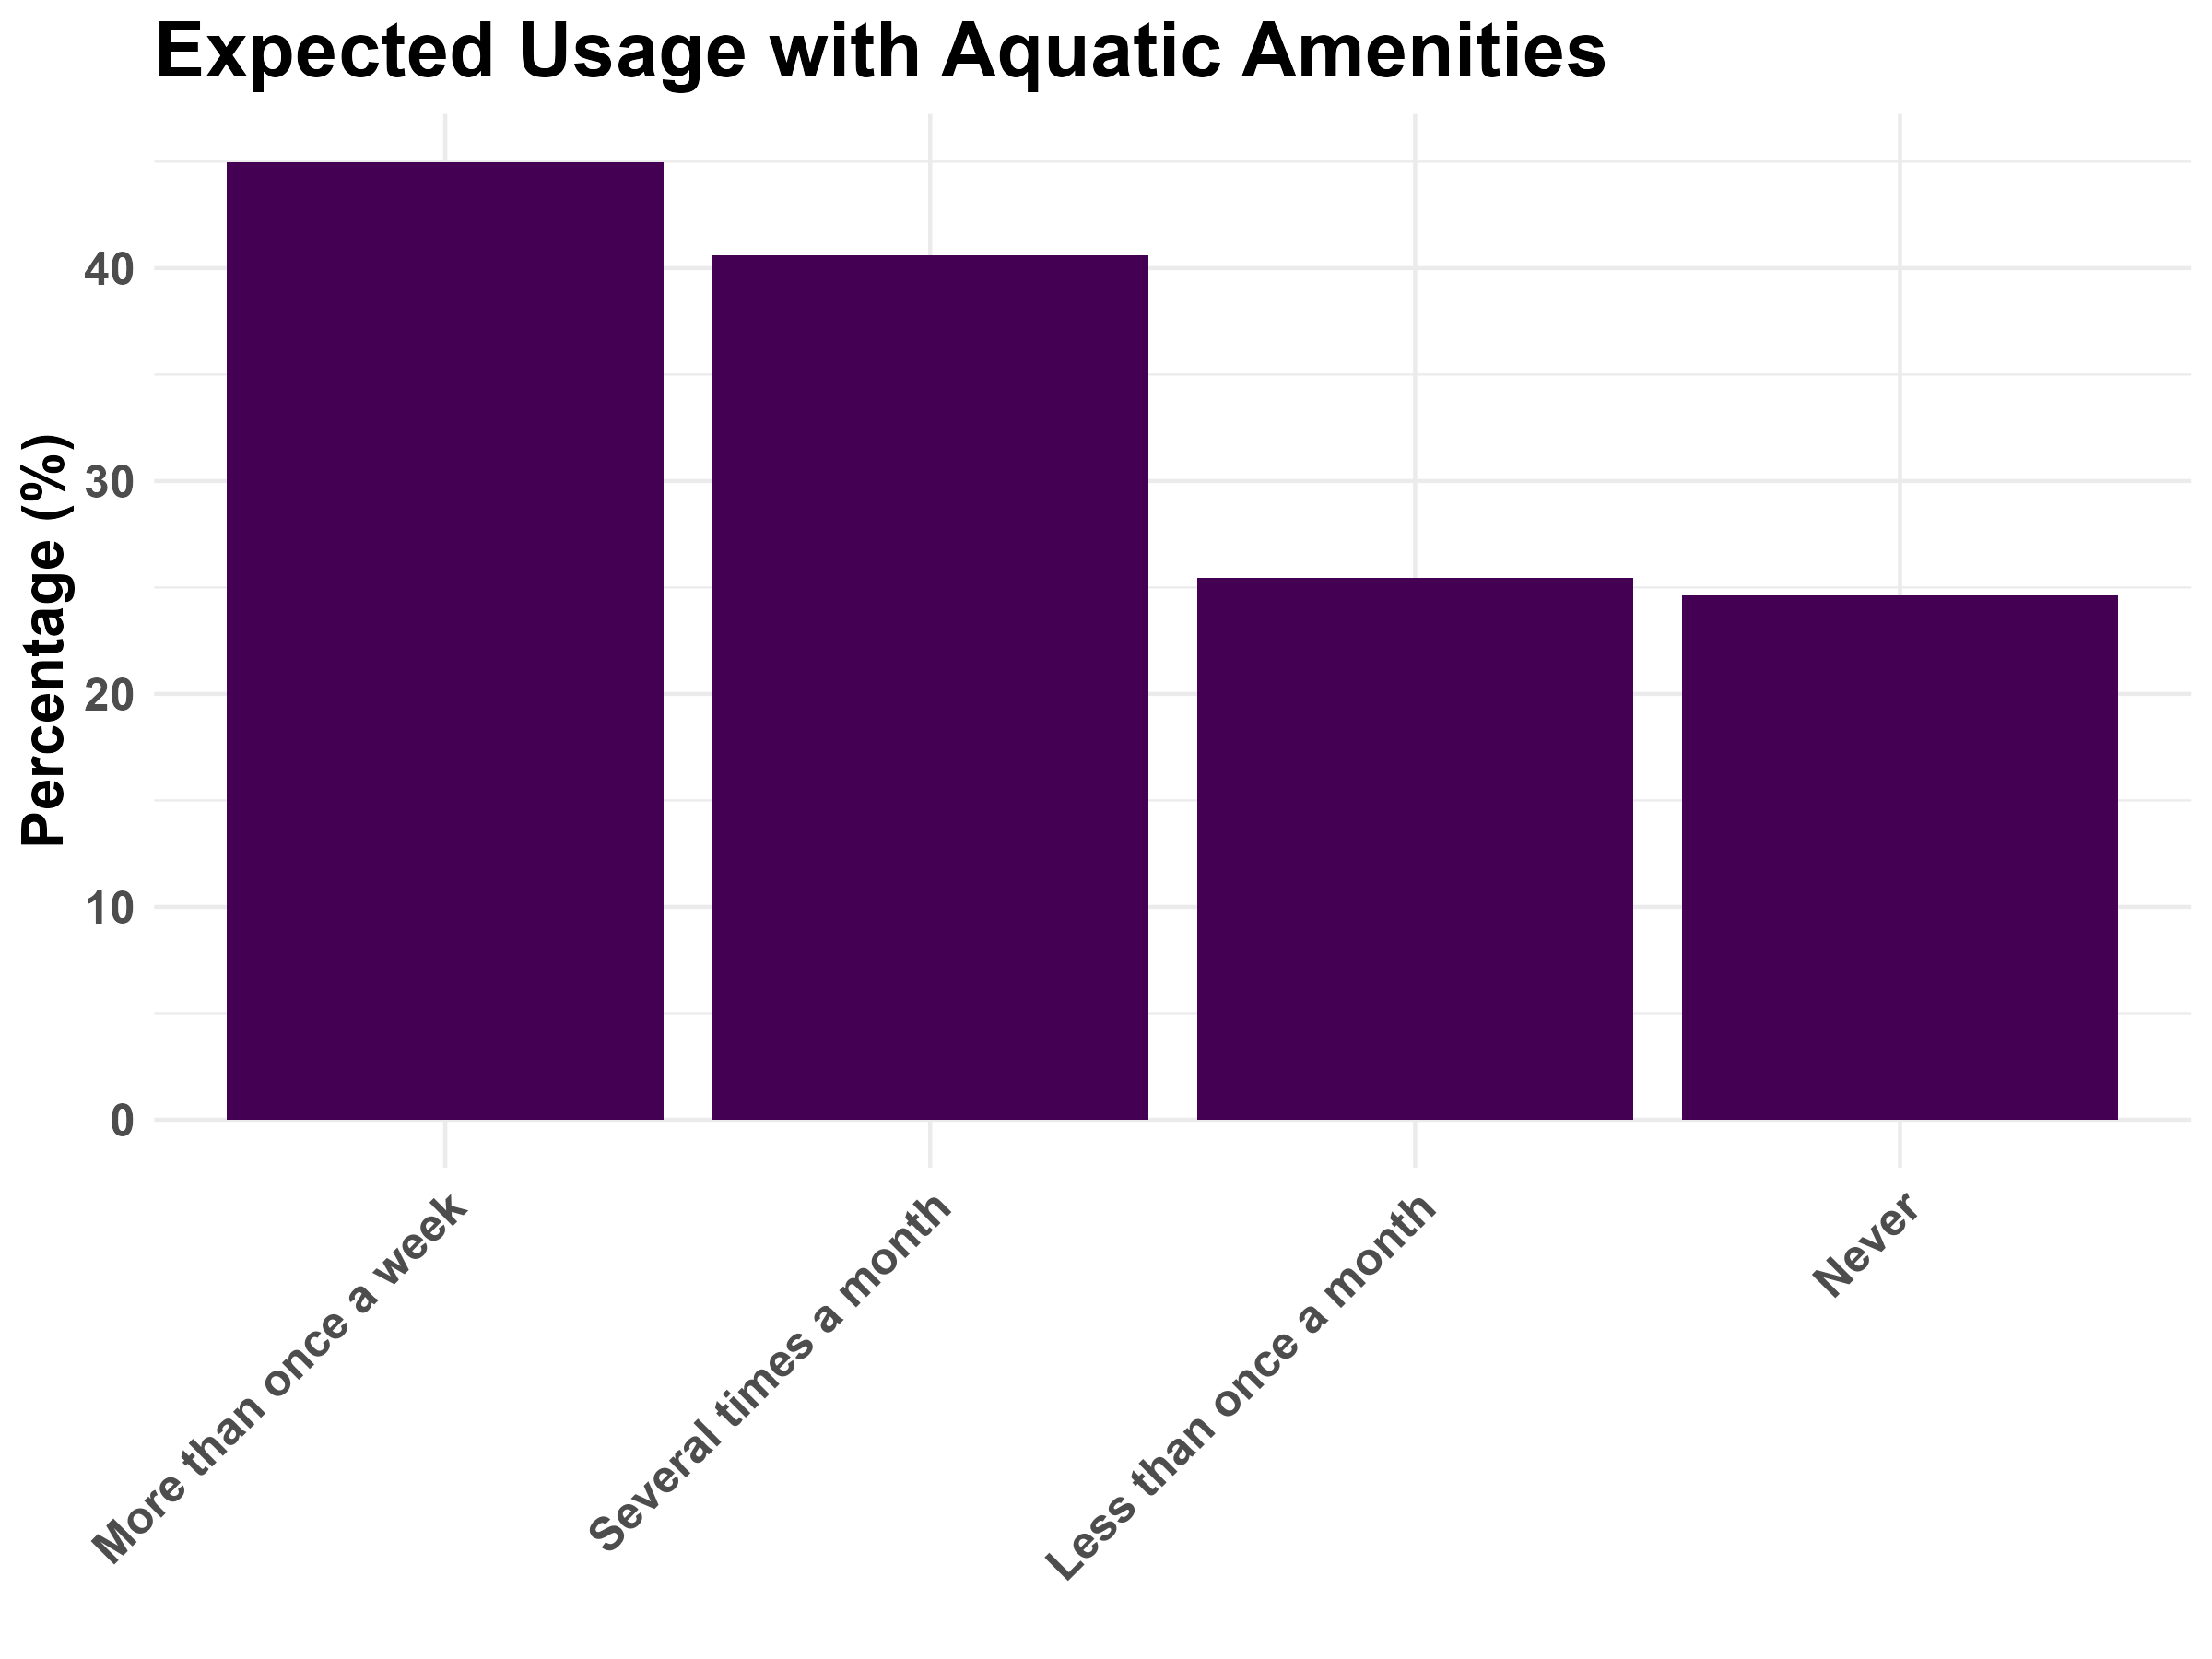 Expected Usage with Aquatic Amenities
Percentage (%)
40
30
20
10
0
More than once a week
Several times a month
Less than once a month
Never